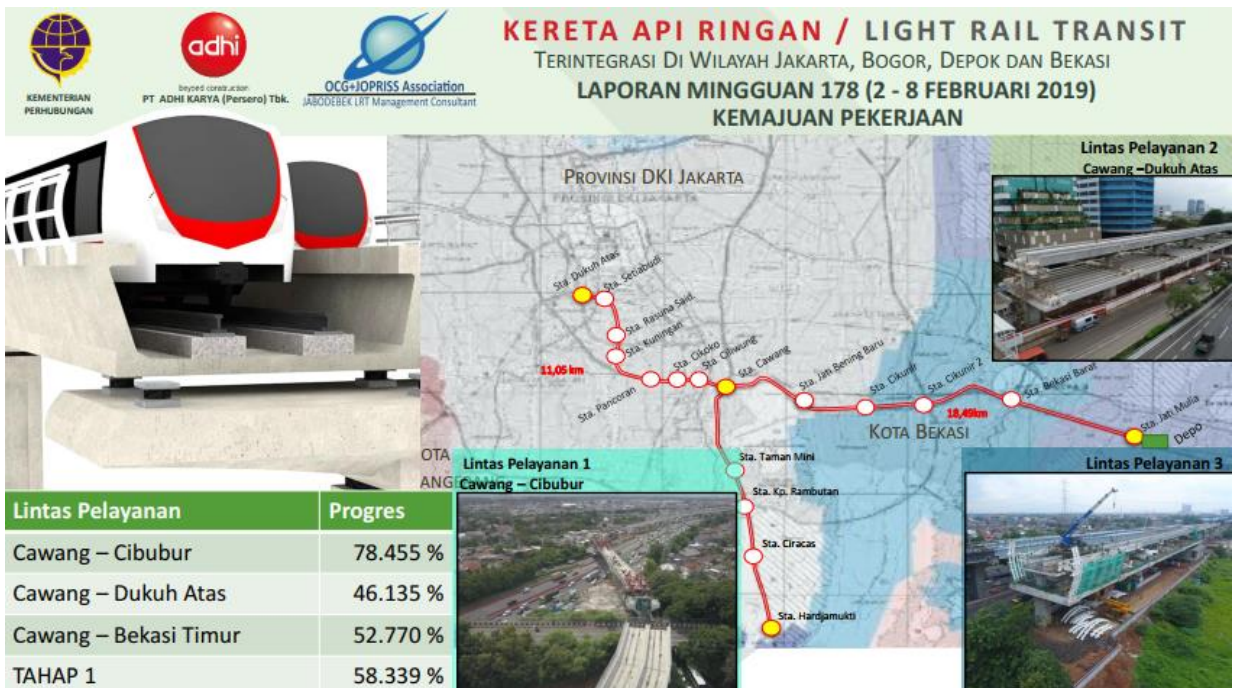 KEMENTERIAN
PERHUBUNGAN
adhi
beyond construction
PT ADHI KARYA (Persero) Tbk.
OCG+JOPRISS Association
JABODEBEK LRT Management Consultant
KERETA API RINGAN / LIGHT RAIL TRANSIT
TERINTEGRASI DI WILAYAH JAKARTA, BOGOR, DEPOK DAN BEKASI
LAPORAN MINGGUAN 178 (2 - 8 FEBRUARI 2019)
KEMAJUAN PEKERJAAN
Lintas Pelayanan 2
Cawang –Dukuh Atas
PROVINSI DKI JAKARTA
Sta. Dukuh Atas
Sta. Setiabudi
Sta. Rasuna Said.
Sta. Kuningan
11,05 km
Sta. Pancoran
Sta. Cikoko
Sta. Ciliwung
Sta. Cawang
Sta. Jati Bening Baru
Sta. Cikunir
Sta. Cikunir 2
18,49km
Sta. Bekasi Barat
Sta. Jati Mulia
Depo
KOTA BEKASI
OTA
Lintas Pelayanan 1
Cawang – Cibubur
Sta. Taman Mini
Sta. Kp. Rambutan
Sta. Ciracas
Sta. Hardjamukti
Lintas Pelayanan 3
Lintas Pelayanan Progres
Cawang – Cibubur 78.455 %
Cawang – Dukuh Atas 46.135 %
Cawang – Bekasi Timur 52.770 %
TAHAP 1 58.339 %